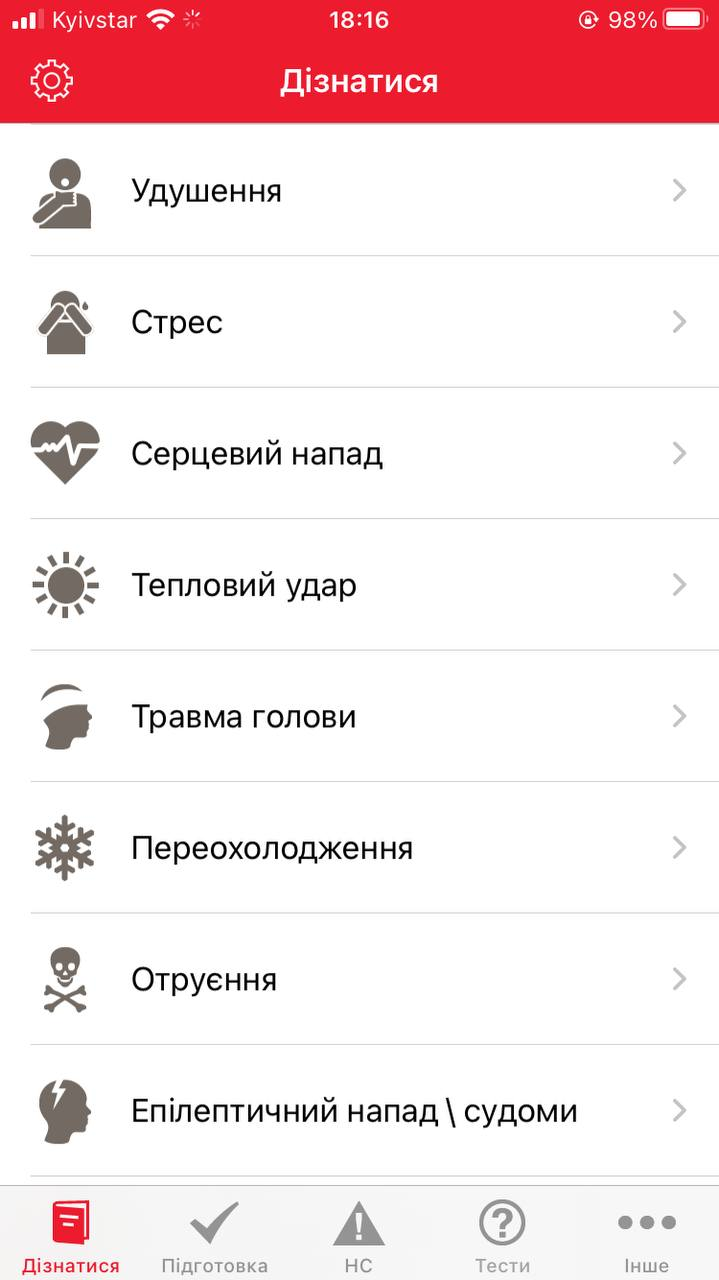 Kyivstar 18:16 98%
Дізнатися
Удушення
Стрес
Серцевий напад
Тепловий удар
Травма голови
Переохолодження
Отруєння
Епілептичний напад \ судоми
Дізнатися Підготовка НС Тести Інше